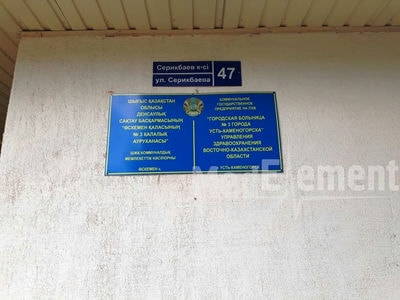 Серикбаев к-сі
ул. Серикбаева
47
ШЫҒЫС ҚАЗАҚСТАН
ОБЛЫСЫ
ДЕНСАУЛЫҚ
САҚТАУ БАСҚАРМАСЫНЫҢ
"ӨСКЕМЕН ҚАЛАСЫНЫҢ
№ 3 ҚАЛАЛЫҚ
АУРУХАНАСЫ"
ШЖҚ КОММУНАЛДЫҚ
МЕМЛЕКЕТТІК КӘСІПОРНЫ
ӨСКЕМЕН қ.
КОММУНАЛЬНОЕ
ГОСУДАРСТВЕННОЕ
ПРЕДПРИЯТИЕ НА ПХВ
"ГОРОДСКАЯ БОЛЬНИЦА
№ 3 ГОРОДА
УСТЬ-КАМЕНОГОРСКА"
УПРАВЛЕНИЯ
ЗДРАВООХРАНЕНИЯ
ВОСТОЧНО-КАЗАХСТАНСКОЙ
ОБЛАСТИ
УСТЬ-КАМЕНОГОРСК